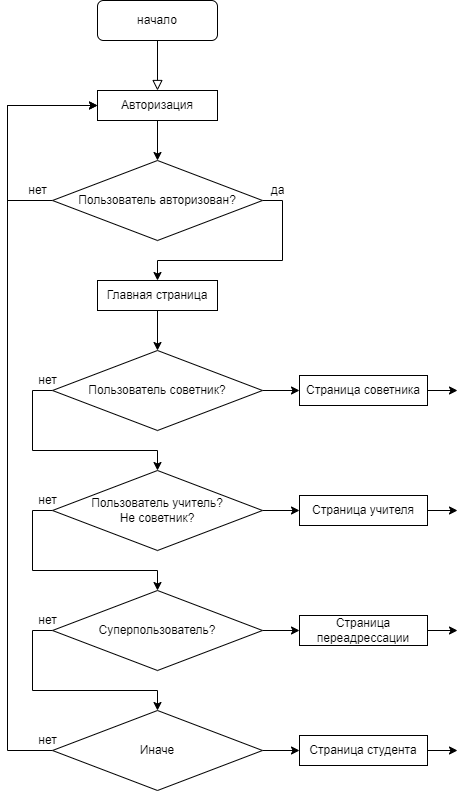 начало
Авторизация
нет
Пользователь авторизован?
да
Главная страница
нет
Пользователь советник?
Страница советника
нет
Пользователь учитель?
Не советник?
Страница учителя
нет
Суперпользователь?
Страница
переадрессации
нет
Иначе
Страница студента